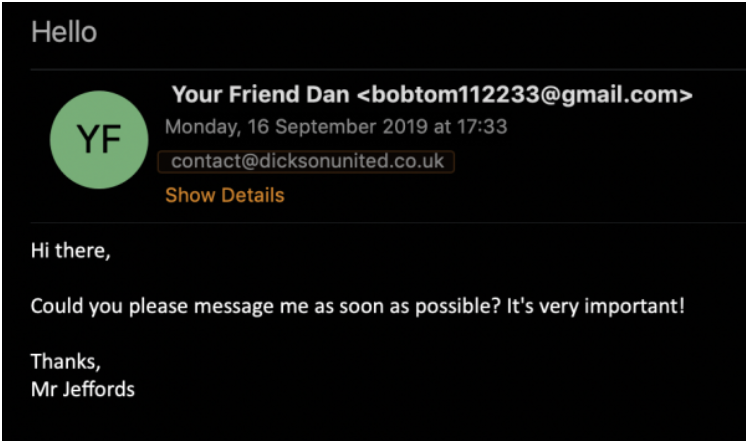 Hello
YF
Your Friend Dan <bobtom112233@gmail.com>
Monday, 16 September 2019 at 17:33
contact@dicksonunited.co.uk
Show Details
Hi there,
Could you please message me as soon as possible? It's very important!
Thanks,
Mr Jeffords